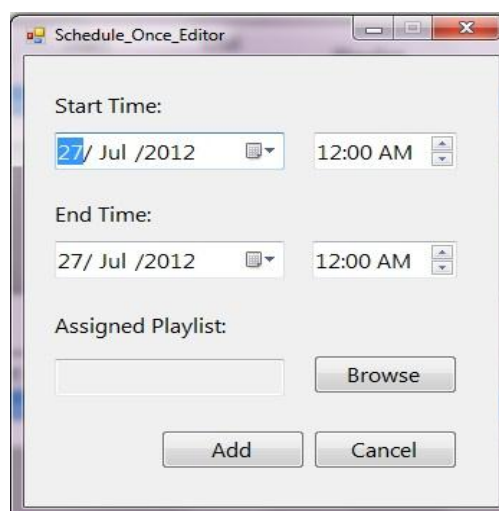 Schedule_Once_Editor
Start Time:
27/ Jul /2012 12:00 AM
End Time:
27/ Jul /2012 12:00 AM
Assigned Playlist:
Browse
Add Cancel